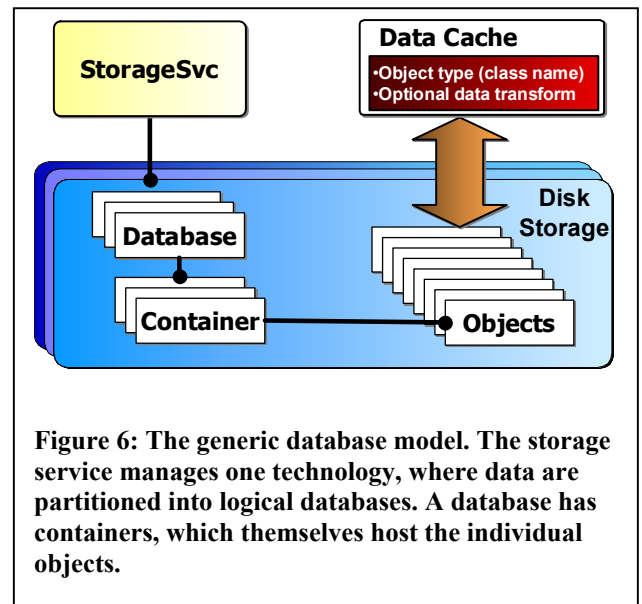 StorageSvc
Data Cache
•Object type (class name)
•Optional data transform
Disk
Storage
Database
Container
Objects
Figure 6: The generic database model. The storage
service manages one technology, where data are
partitioned into logical databases. A database has
containers, which themselves host the individual
objects.